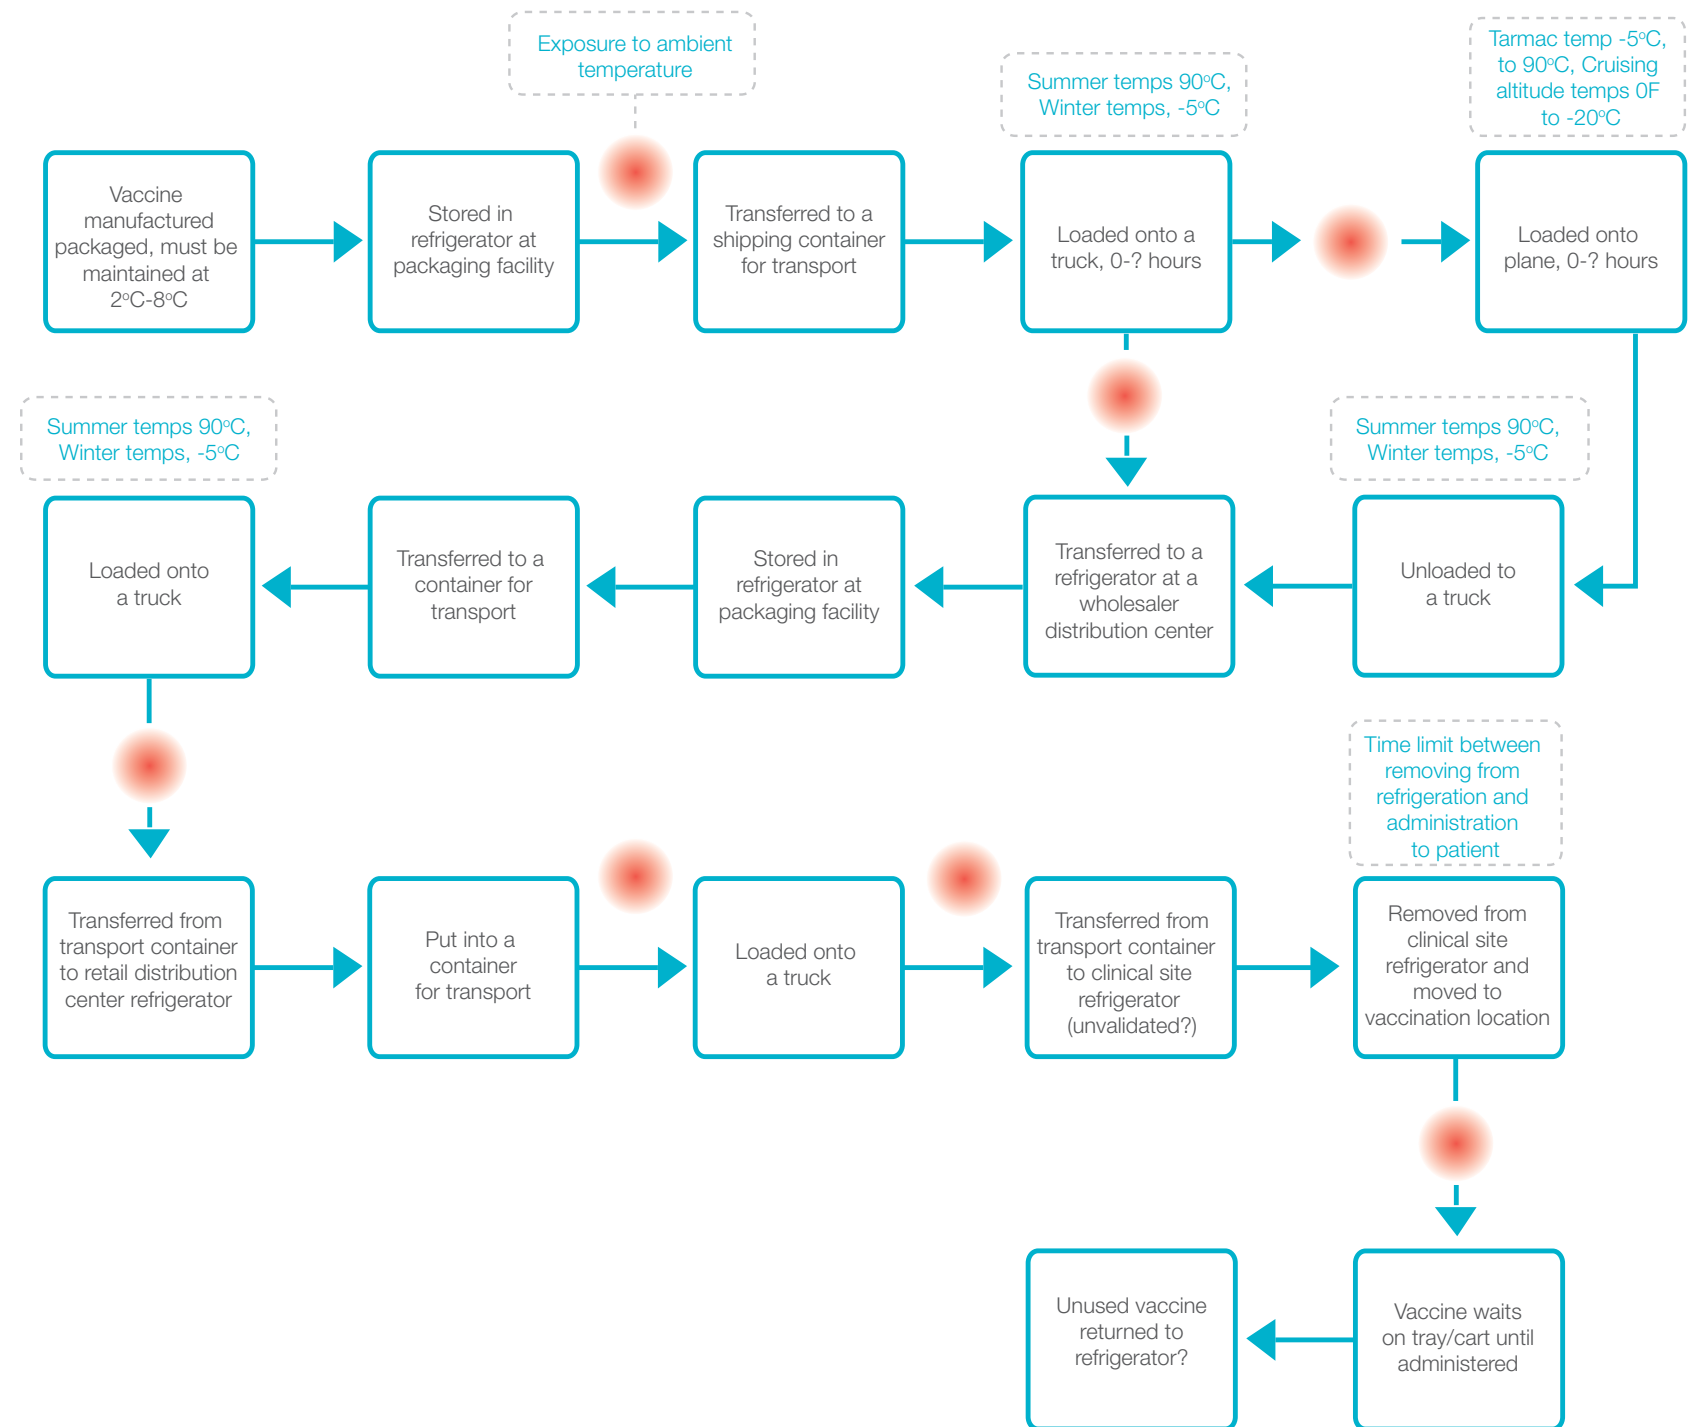 Exposure to ambient
temperature
Summer temps 90°C,
Winter temps, -5°C
Tarmac temp -5°C,
to 90°C, Cruising
altitude temps 0F
to -20°C
Vaccine
manufactured
packaged, must be
maintained at
2°C-8°C
Stored in
refrigerator at
packaging facility
Transferred to a
shipping container
for transport
Loaded onto a
truck, 0-? hours
Loaded onto
plane, 0-? hours
Summer temps 90°C,
Winter temps, -5°C
Summer temps 90°C,
Winter temps, -5°C
Loaded onto
a truck
Transferred to a
container for
transport
Stored in
refrigerator at
packaging facility
Transferred to a
refrigerator at a
wholesaler
distribution center
Unloaded to
a truck
Time limit between
removing from
refrigeration and
administration
to patient
Transferred from
transport container
to retail distribution
center refrigerator
Put into a
container
for transport
Loaded onto
a truck
Transferred from
transport container
to clinical site
refrigerator
(unvalidated?)
Removed from
clinical site
refrigerator and
moved to
vaccination location
Unused vaccine
returned to
refrigerator?
Vaccine waits
on tray/cart until
administered